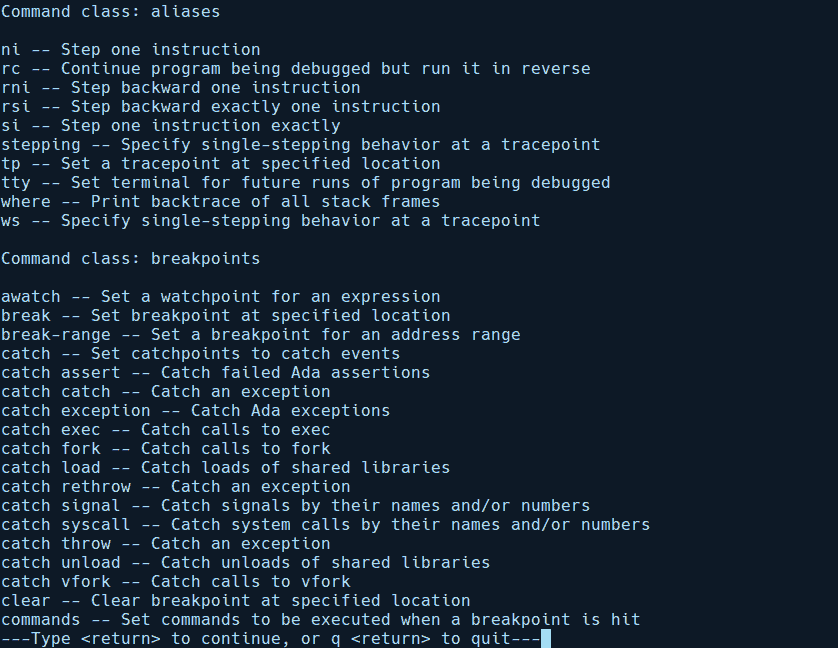 Command class: aliases
ni -- Step one instruction
rc -- Continue program being debugged but run it in reverse
rni -- Step backward one instruction
rsi -- Step backward exactly one instruction
si -- Step one instruction exactly
stepping -- Specify single-stepping behavior at a tracepoint
tp -- Set a tracepoint at specified location
tty -- Set terminal for future runs of program being debugged
where -- Print backtrace of all stack frames
ws -- Specify single-stepping behavior at a tracepoint
Command class: breakpoints
awatch -- Set a watchpoint for an expression
break -- Set breakpoint at specified location
break-range -- Set a breakpoint for an address range
catch -- Set catchpoints to catch events
catch assert -- Catch failed Ada assertions
catch catch -- Catch an exception
catch exception -- Catch Ada exceptions
catch exec -- Catch calls to exec
catch fork -- Catch calls to fork
catch load -- Catch loads of shared libraries
catch rethrow -- Catch an exception
catch signal -- Catch signals by their names and/or numbers
catch syscall -- Catch system calls by their names and/or numbers
catch throw -- Catch an exception
catch unload -- Catch unloads of shared libraries
catch vfork -- Catch calls to vfork
clear -- Clear breakpoint at specified location
commands -- Set commands to be executed when a breakpoint is hit
---Type <return> to continue, or q <return> to quit---